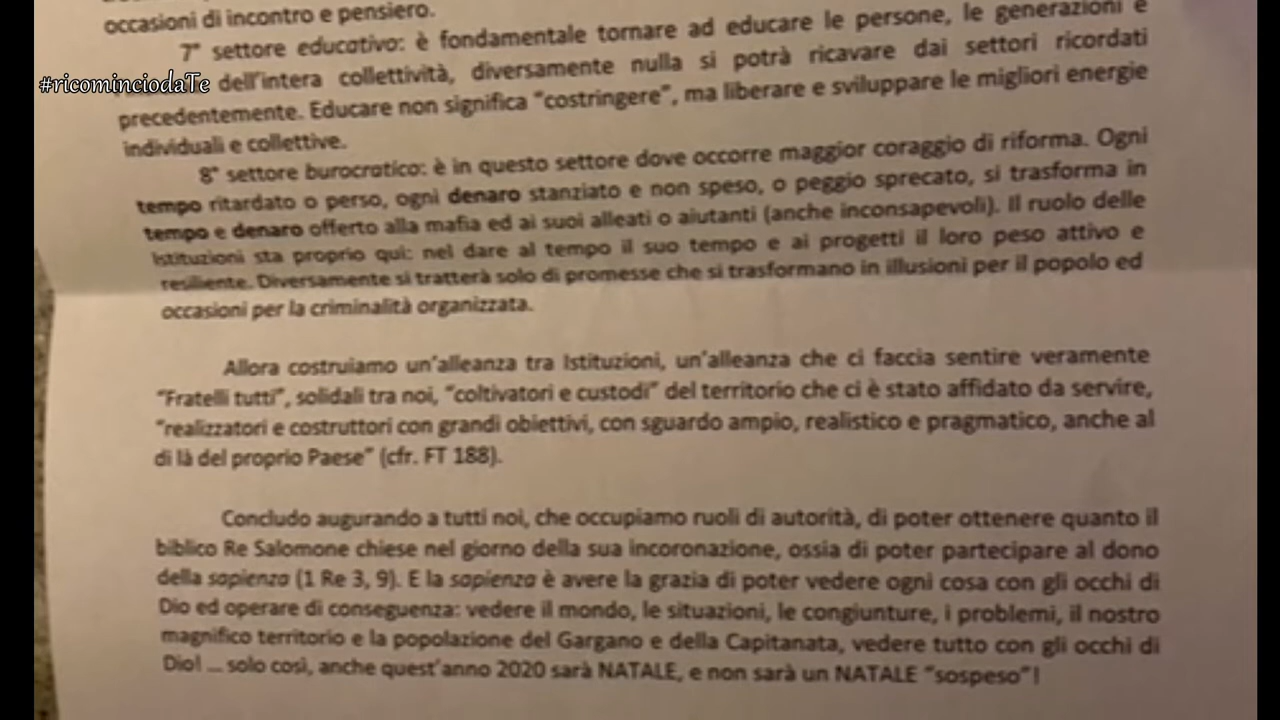 occasioni di incontro e pensiero.
7° settore educativo: è fondamentale tornare ad educare le persone, le generazioni e
#ricominciodaTe
dell'intera collettività, diversamente nulla si potrà ricavare dai settori ricordati
precedentemente. Educare non significa "costringere", ma liberare e sviluppare le migliori energie
individuali e collettive.
8° settore burocratico: è in questo settore dove occorre maggior coraggio di riforma. Ogni
tempo ritardato o perso, ogni denaro stanziato e non speso, o peggio sprecato, si trasforma in
tempo e denaro offerto alla mafia ed ai suoi alleati o aiutanti (anche inconsapevoli). Il ruolo delle
Istituzioni sta proprio qui: nel dare al tempo il suo tempo e ai progetti il loro peso attivo e
resiliente. Diversamente si tratterà solo di promesse che si trasformano in illusioni per il popolo ed
occasioni per la criminalità organizzata.
Allora costruiamo un'alleanza tra Istituzioni, un'alleanza che ci faccia sentire veramente
"Fratelli tutti", solidali tra noi, "coltivatori e custodi" del territorio che ci è stato affidato da servire,
"realizzatori e costruttori con grandi obiettivi, con sguardo ampio, realistico e pragmatico, anche al
di là del proprio Paese" (cfr. FT 188).
Concludo augurando a tutti noi, che occupiamo ruoli di autorità, di poter ottenere quanto il
biblico Re Salomone chiese nel giorno della sua incoronazione, ossia di poter partecipare al dono
della sapienza (1 Re 3, 9). E la sapienza è avere la grazia di poter vedere ogni cosa con gli occhi di
Dio ed operare di conseguenza: vedere il mondo, le situazioni, le congiunture, i problemi, il nostro
magnifico territorio e la popolazione del Gargano e della Capitanata, vedere tutto con gli occhi di
Dio! ... solo così, anche quest'anno 2020 sarà NATALE, e non sarà un NATALE "sospeso"!